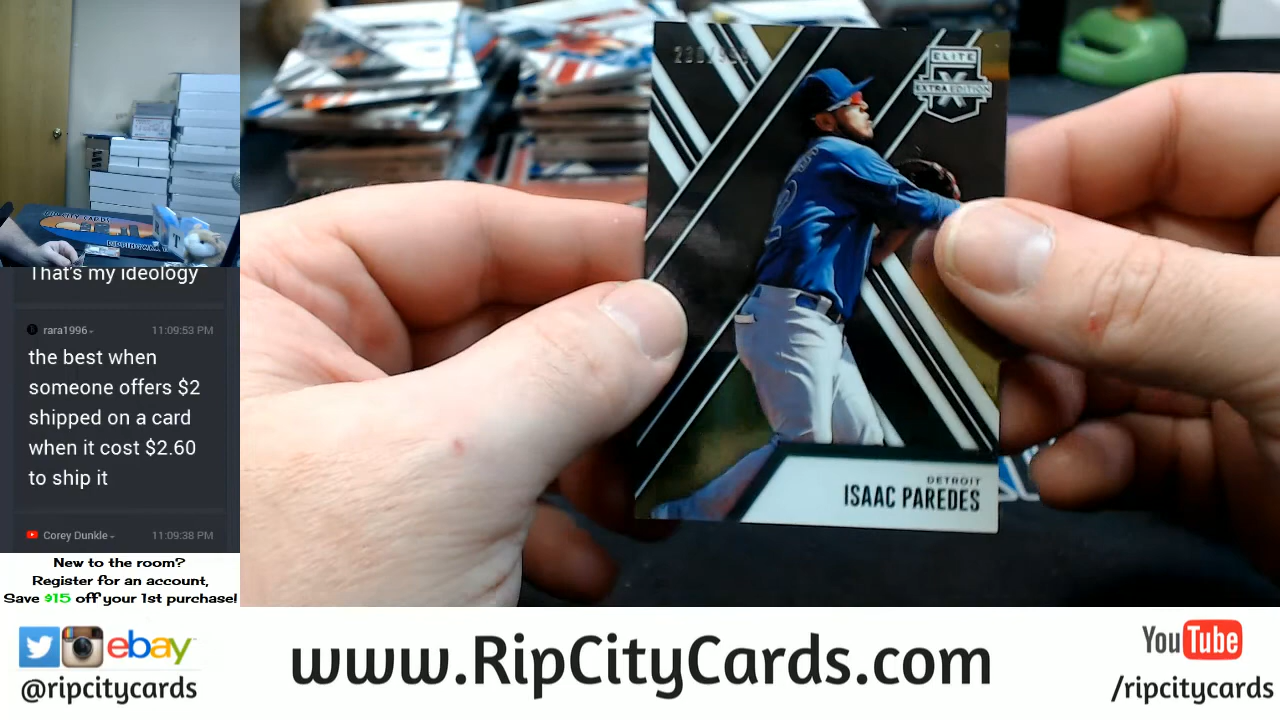 That's my ideology
rara1996
11:09:53 PM
the best when
someone offers $2
shipped on a card
when it cost $2.60
to ship it
Corey Dunkle
11:09:38 PM
New to the room?
Register for an account,
Save $15 off your 1st purchase!
ELITE
X
EXTRA EDITION
DETROIT
ISAAC PAREDES
ebay
@ripcitycards
www.RipCityCards.com
YouTube
/ripcitycards